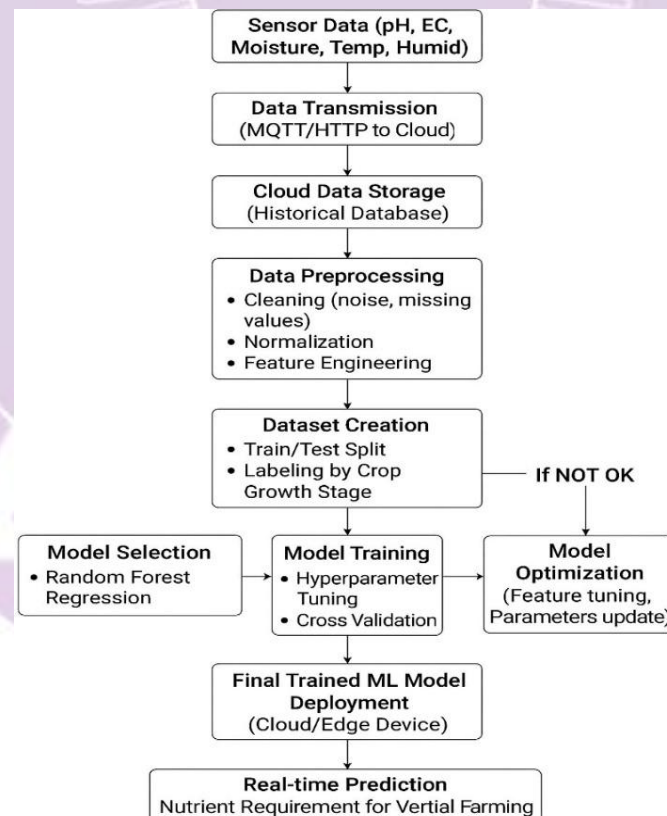 Sensor Data (pH, EC,
Moisture, Temp, Humid)
Data Transmission
(MQTT/HTTP to Cloud)
Cloud Data Storage
(Historical Database)
Data Preprocessing
• Cleaning (noise, missing
values)
• Normalization
• Feature Engineering
Dataset Creation
• Train/Test Split
• Labeling by Crop
Growth Stage
If NOT OK
Model Selection
• Random Forest
Regression
Model Training
• Hyperparameter
Tuning
• Cross Validation
Model
Optimization
(Feature tuning,
Parameters update)
Final Trained ML Model
Deployment
(Cloud/Edge Device)
Real-time Prediction
Nutrient Requirement for Vertial Farming